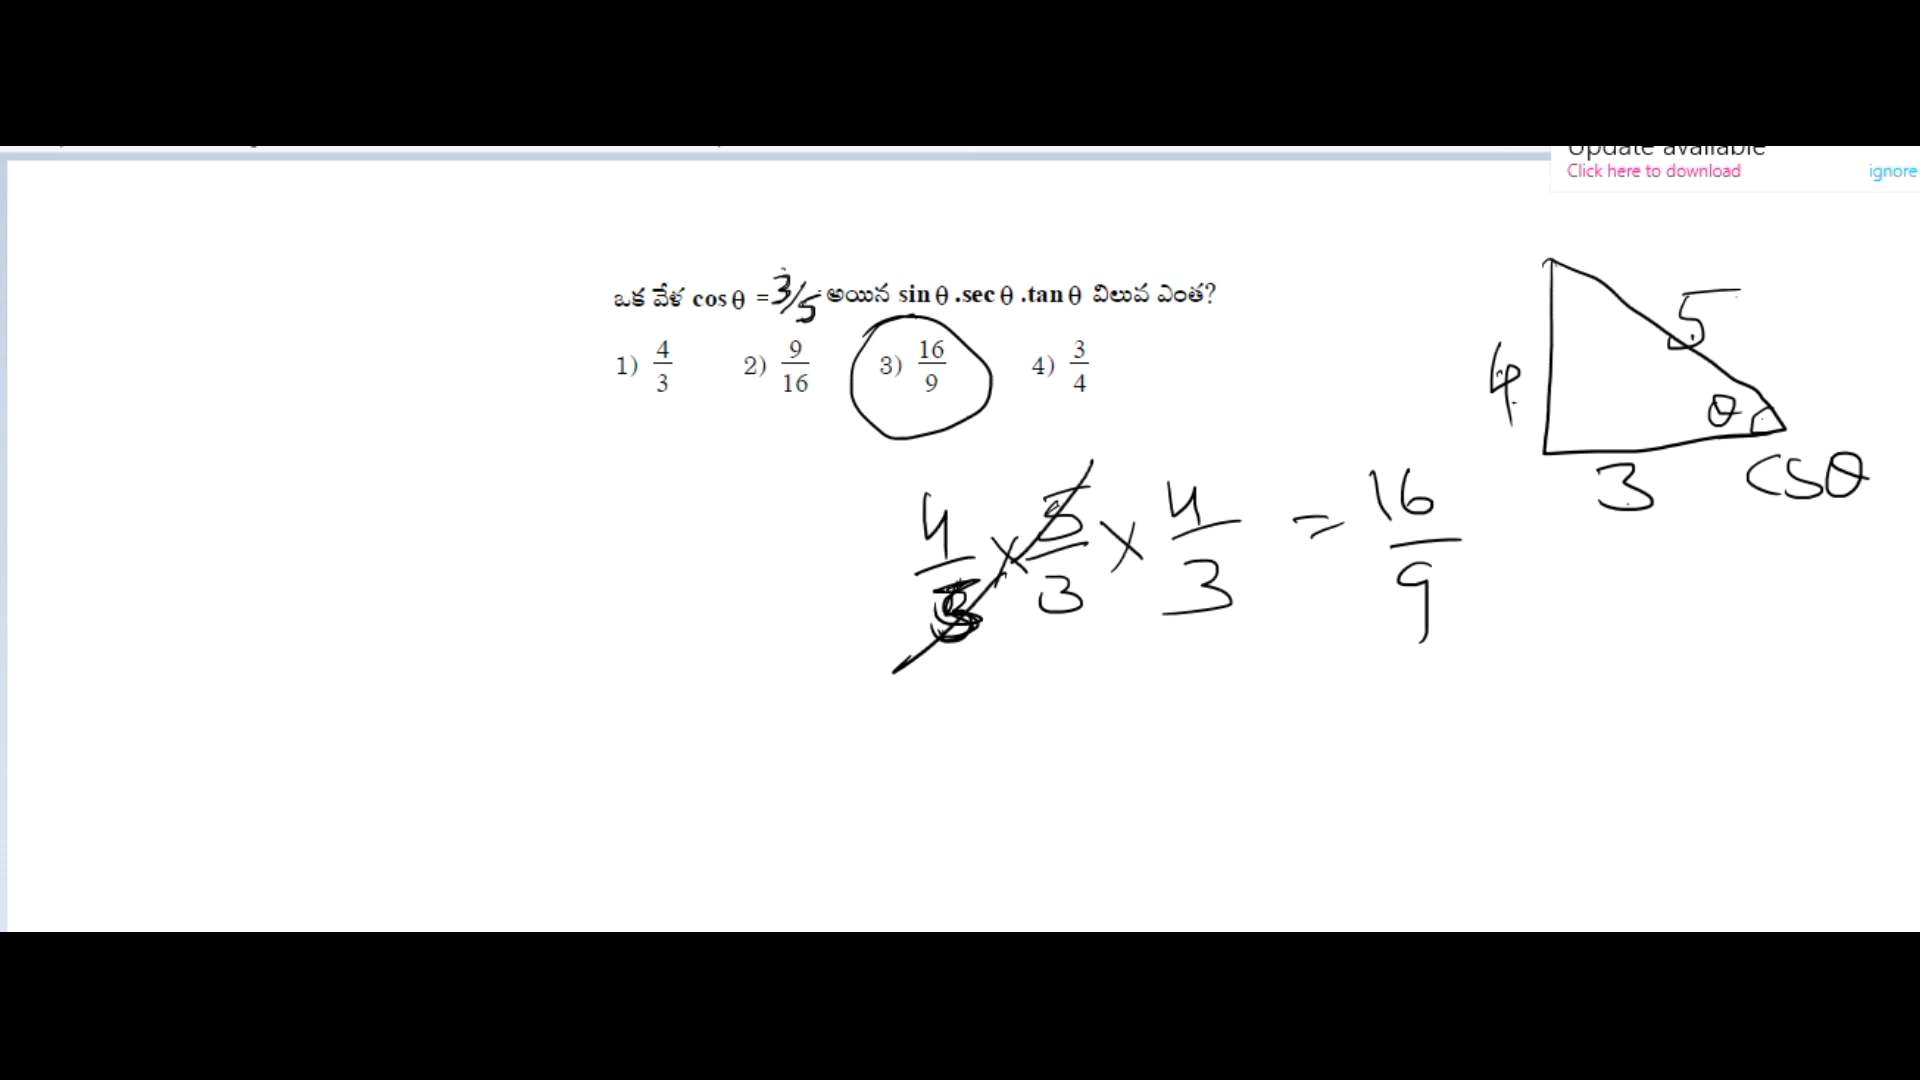 Update available
Click here to download ignore
ఒక వేళ cos θ = 3/5 అయిన sin θ .sec θ .tan θ విలువ ఎంత?
1) 4/3 2) 9/16 3) 16/9 4) 3/4
5
4
θ
3 CSθ
4/5 × 5/3 × 4/3 = 16/9